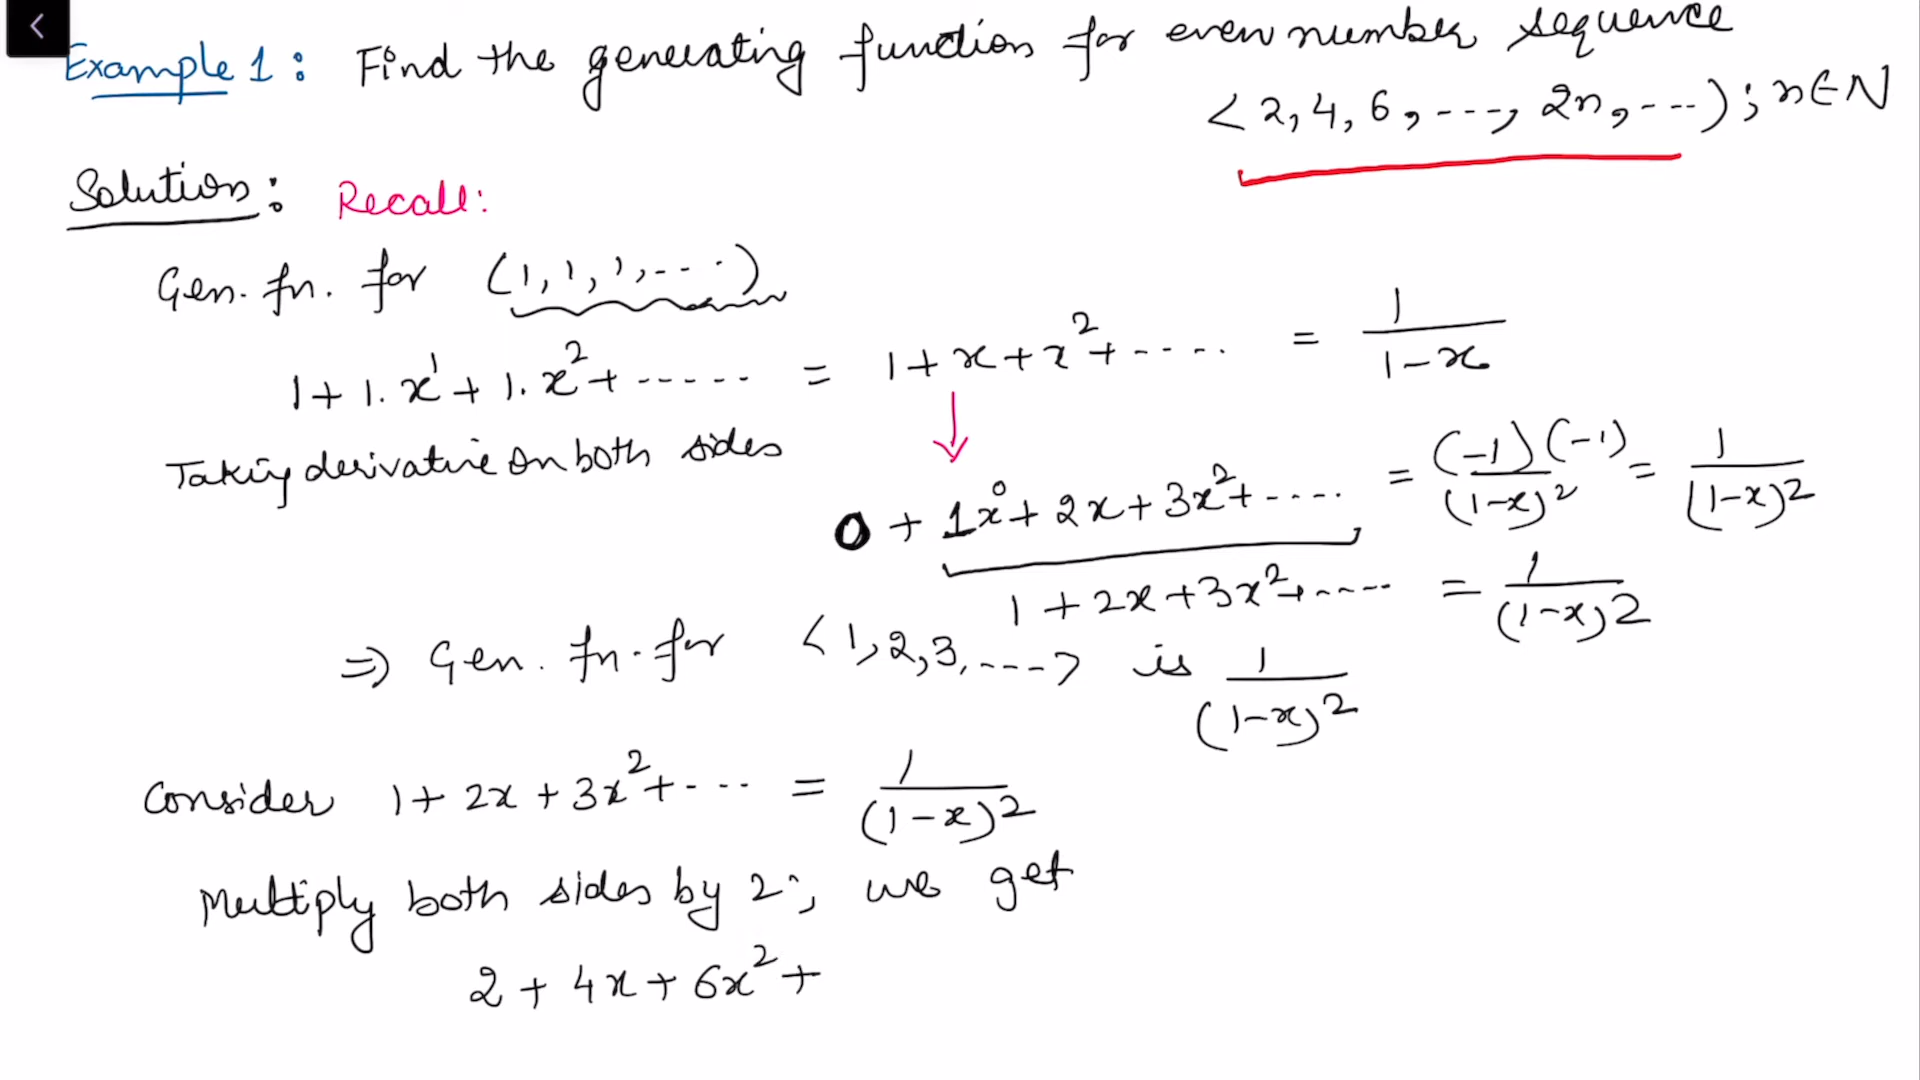 Example 1 : Find the generating function for even number sequence
< 2, 4, 6, ----, 2n, --- ) ; n ∈ N
Solution : Recall:
Gen. fn. for (1, 1, 1, ---·)
1 + 1. x¹ + 1. x² + ------ = 1 + x + x² + ---- = 1/(1-x)
Taking derivative on both sides
0 + 1x⁰ + 2x + 3x² + ---- = (-1)(-1)/(1-x)² = 1/(1-x)²
1 + 2x + 3x² + ---- = 1/(1-x)²
⇒ Gen. fn. for < 1, 2, 3, ---- > is 1/(1-x)²
Consider 1 + 2x + 3x² + --- = 1/(1-x)²
Multiply both sides by 2 ; we get
2 + 4x + 6x² +